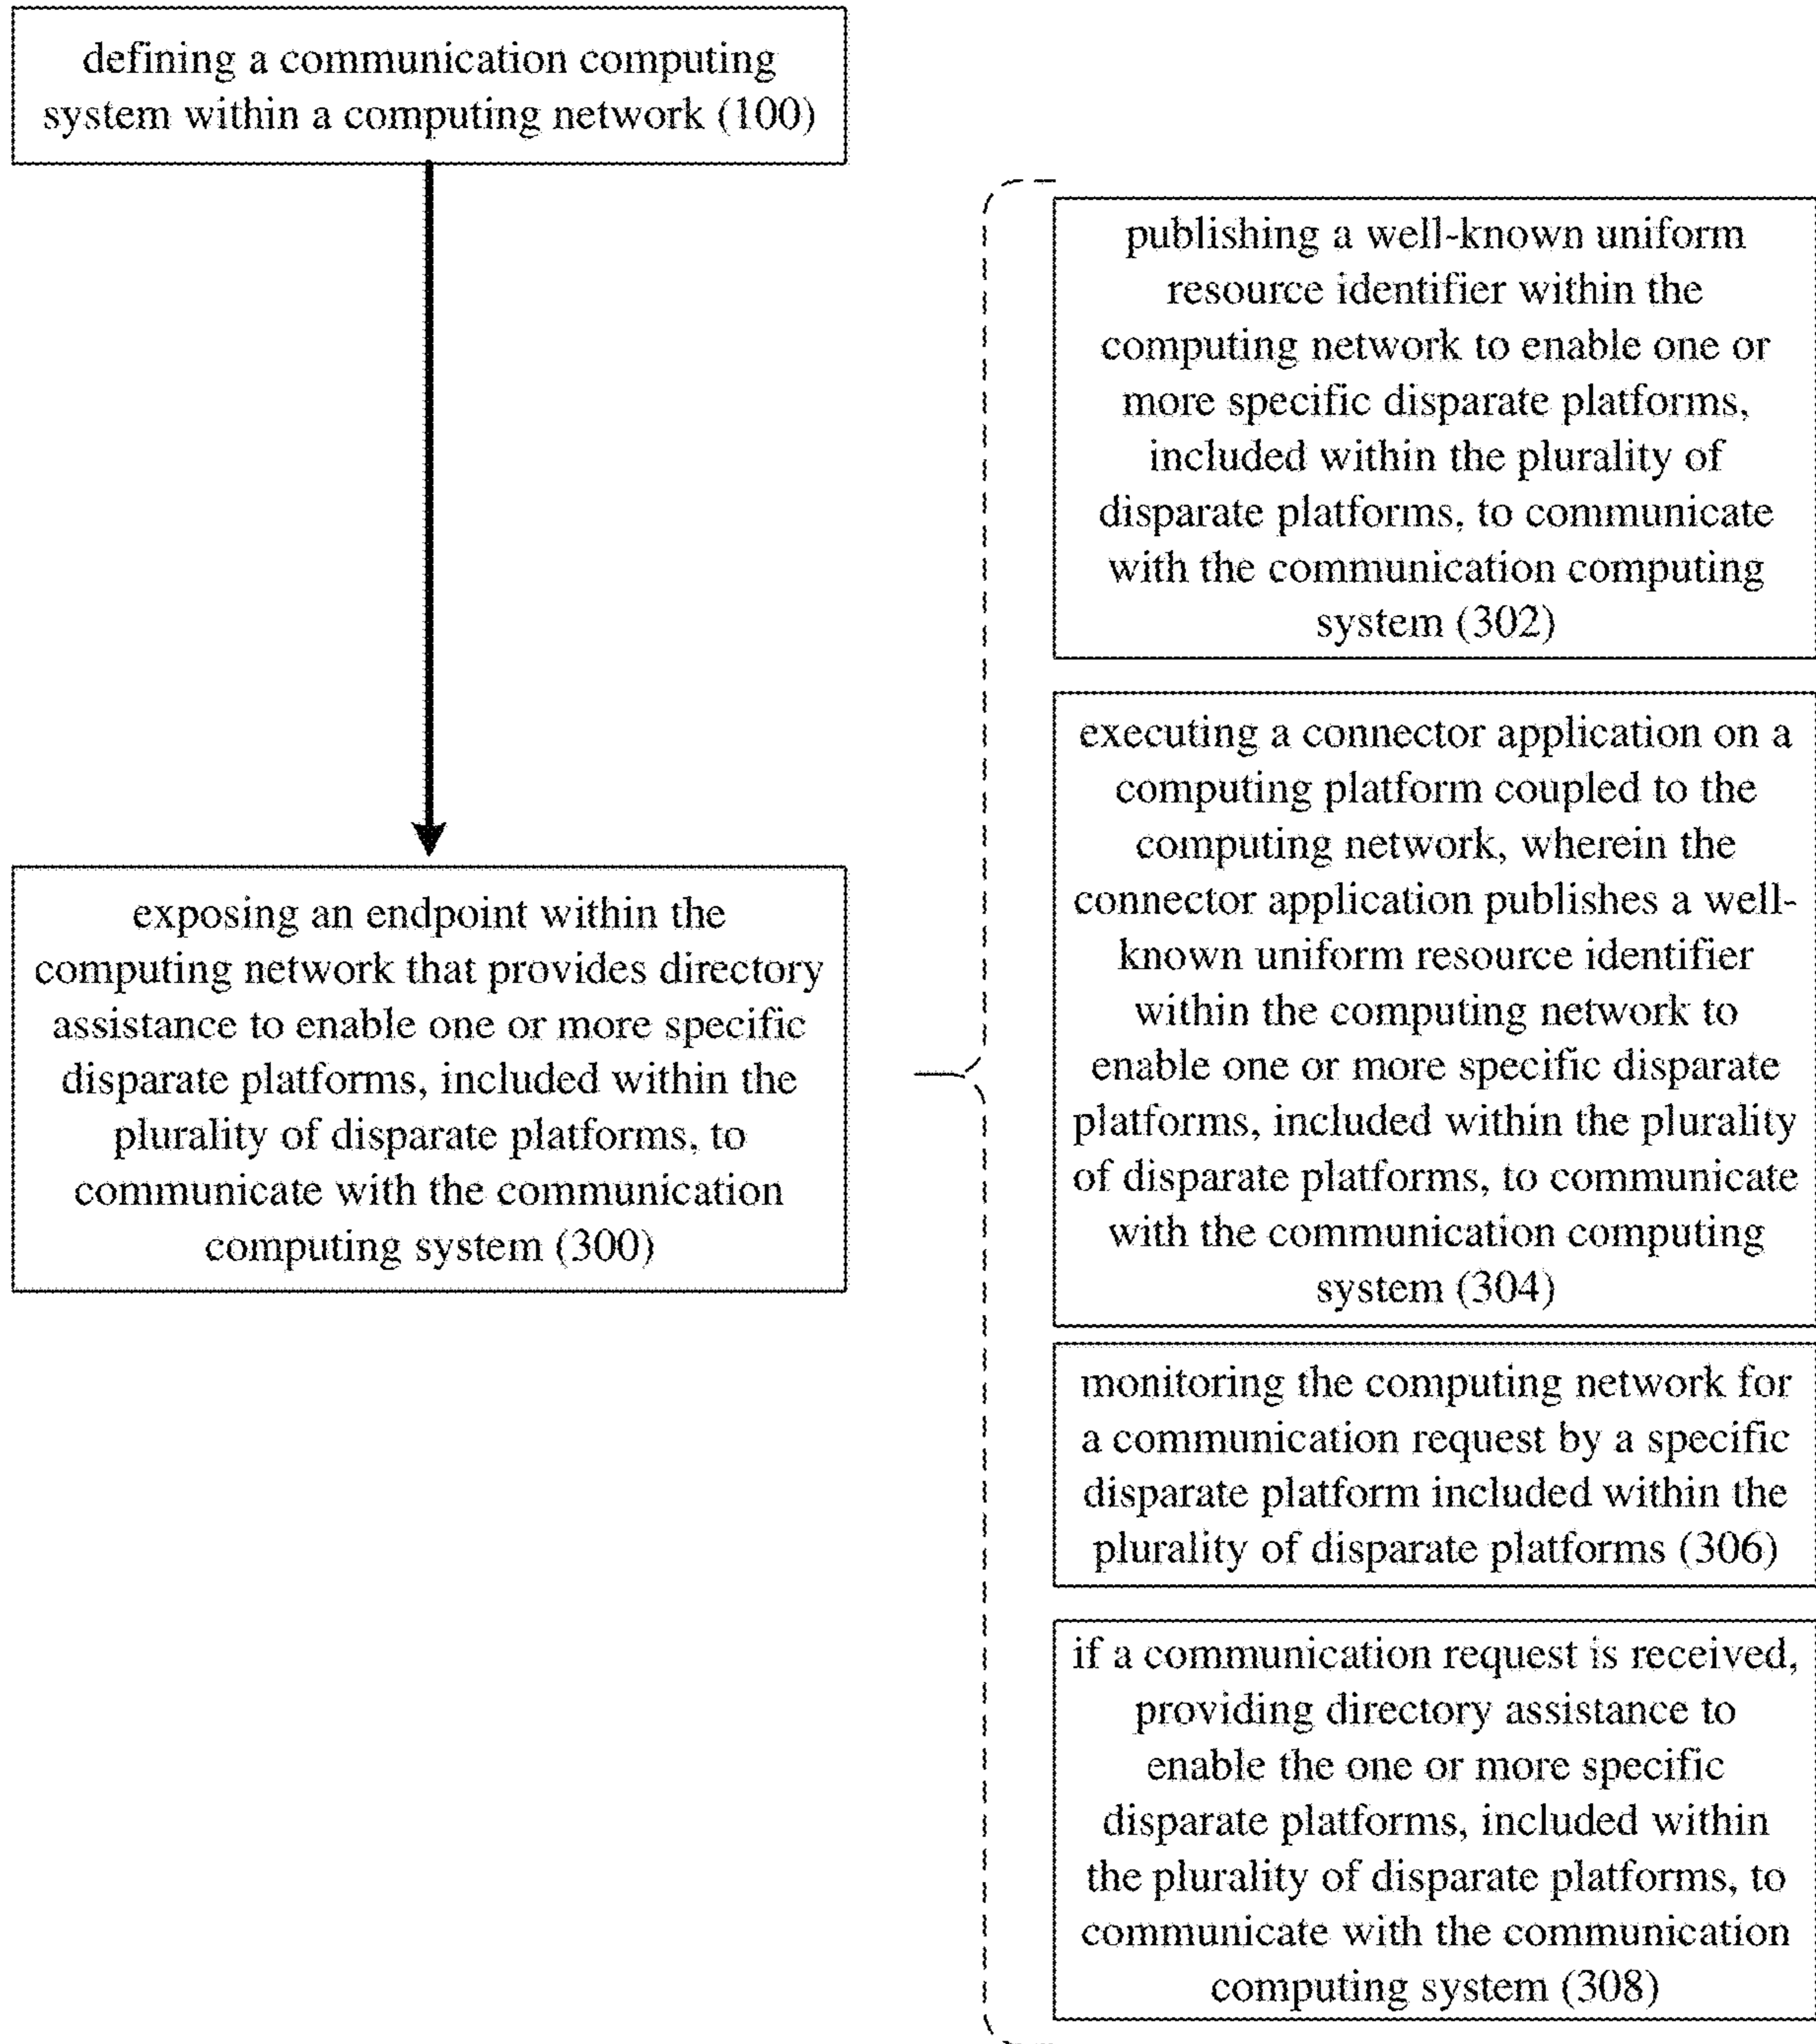 defining a communication computing
system within a computing network (100)
exposing an endpoint within the
computing network that provides directory
assistance to enable one or more specific
disparate platforms, included within the
plurality of disparate platforms, to
communicate with the communication
computing system (300)
publishing a well-known uniform
resource identifier within the
computing network to enable one or
more specific disparate platforms,
included within the plurality of
disparate platforms, to communicate
with the communication computing
system (302)
executing a connector application on a
computing platform coupled to the
computing network, wherein the
connector application publishes a well-
known uniform resource identifier
within the computing network to
enable one or more specific disparate
platforms, included within the plurality
of disparate platforms, to communicate
with the communication computing
system (304)
monitoring the computing network for
a communication request by a specific
disparate platform included within the
plurality of disparate platforms (306)
if a communication request is received,
providing directory assistance to
enable the one or more specific
disparate platforms, included within
the plurality of disparate platforms, to
communicate with the communication
computing system (308)